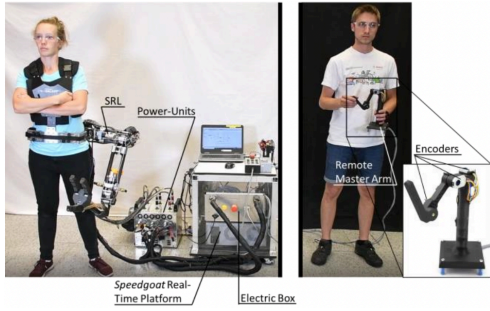 SRL
Power-Units
Encoders
Remote
Master Arm
Speedgoat Real-
Time Platform
Electric Box